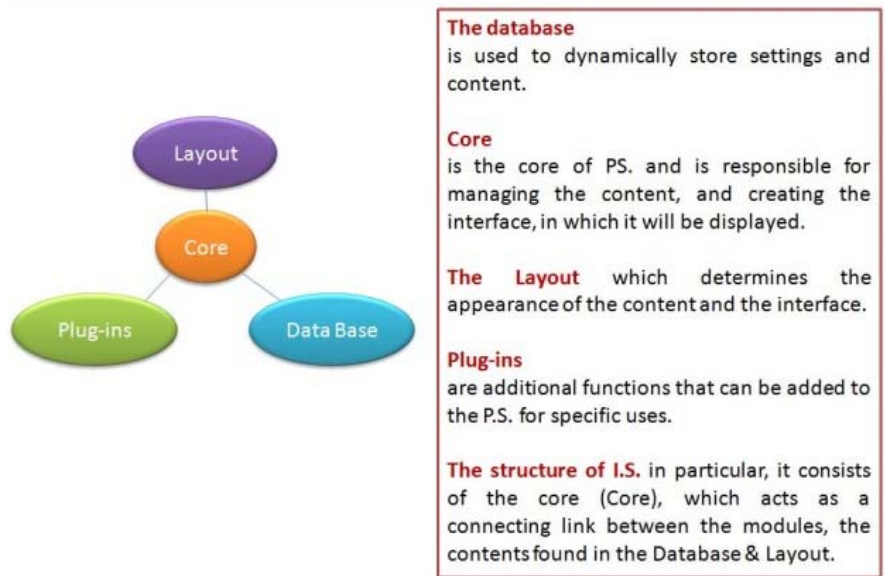 Layout
Core
Plug-ins
Data Base
The database
is used to dynamically store settings and
content.
Core
is the core of PS. and is responsible for
managing the content, and creating the
interface, in which it will be displayed.
The Layout which determines the
appearance of the content and the interface.
Plug-ins
are additional functions that can be added to
the P.S. for specific uses.
The structure of I.S. in particular, it consists
of the core (Core), which acts as a
connecting link between the modules, the
contents found in the Database & Layout.